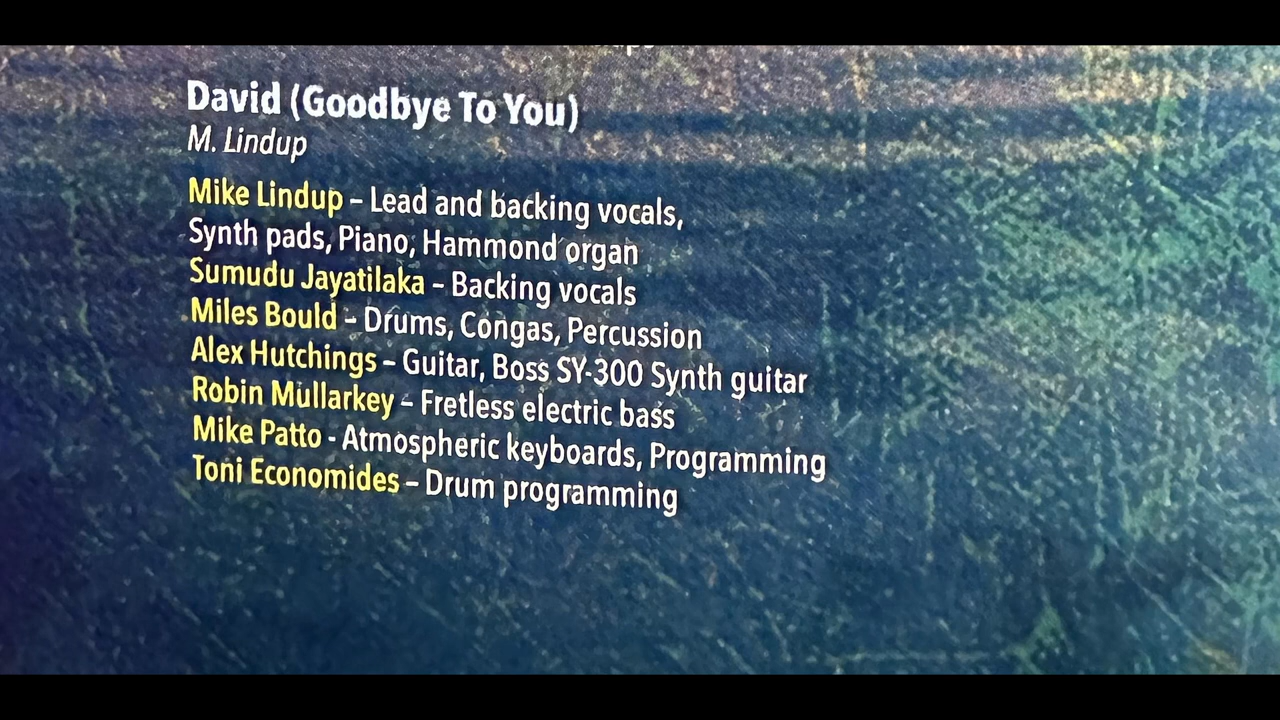 David (Goodbye To You)
M. Lindup
Mike Lindup – Lead and backing vocals,
Synth pads, Piano, Hammond organ
Sumudu Jayatilaka – Backing vocals
Miles Bould – Drums, Congas, Percussion
Alex Hutchings – Guitar, Boss SY-300 Synth guitar
Robin Mullarkey – Fretless electric bass
Mike Patto - Atmospheric keyboards, Programming
Toni Economides – Drum programming